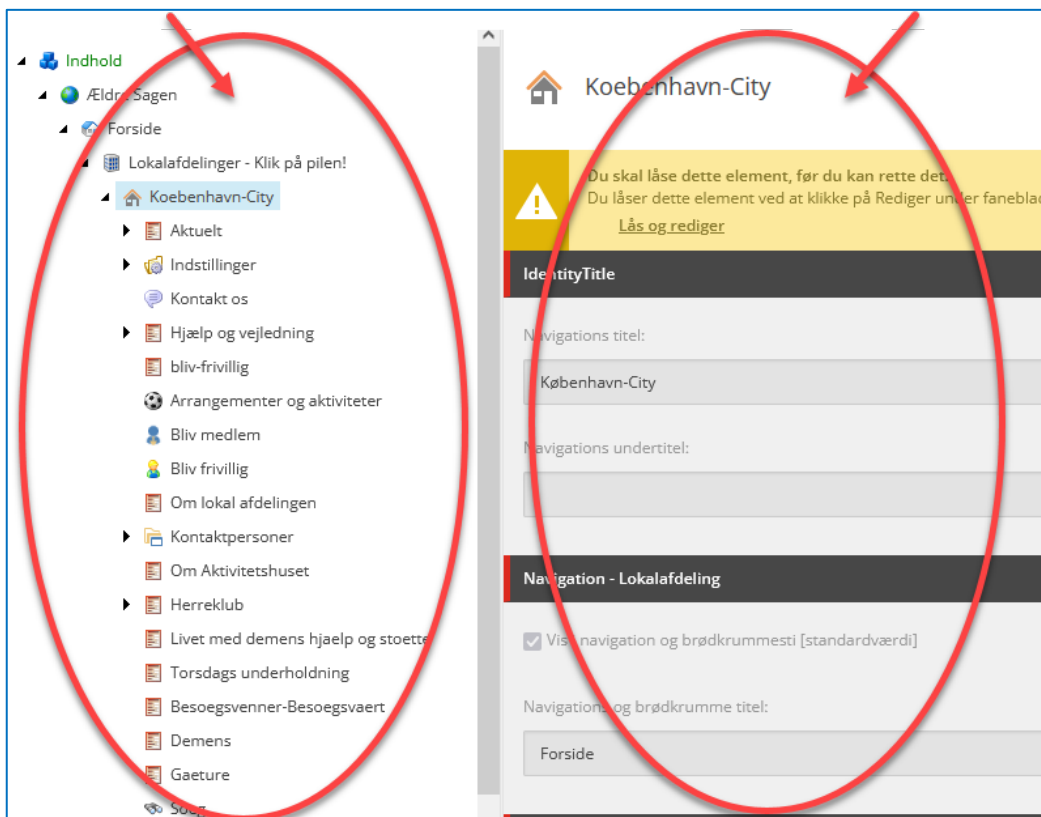 Indhold
Ældre Sagen
Forside
Lokalafdelinger - Klik på pilen!
Koebenhavn-City
Aktuelt
Indstillinger
Kontakt os
Hjælp og vejledning
bliv-frivillig
Arrangementer og aktiviteter
Bliv medlem
Bliv frivillig
Om lokal afdelingen
Kontaktpersoner
Om Aktivitetshuset
Herreklub
Livet med demens hjaelp og stoette
Torsdags underholdning
Besoegsvenner-Besoegsvaert
Demens
Gaeture
Soeg
Koebenhavn-City
Du skal låse dette element, før du kan rette det.
Du låser dette element ved at klikke på Rediger under faneblad
Lås og rediger
IdentityTitle
Navigations titel:
København-City
Navigations undertitel:
Navigation - Lokalafdeling
Vis i navigation og brødkrummesti [standardværdi]
Navigations og brødkrumme titel:
Forside